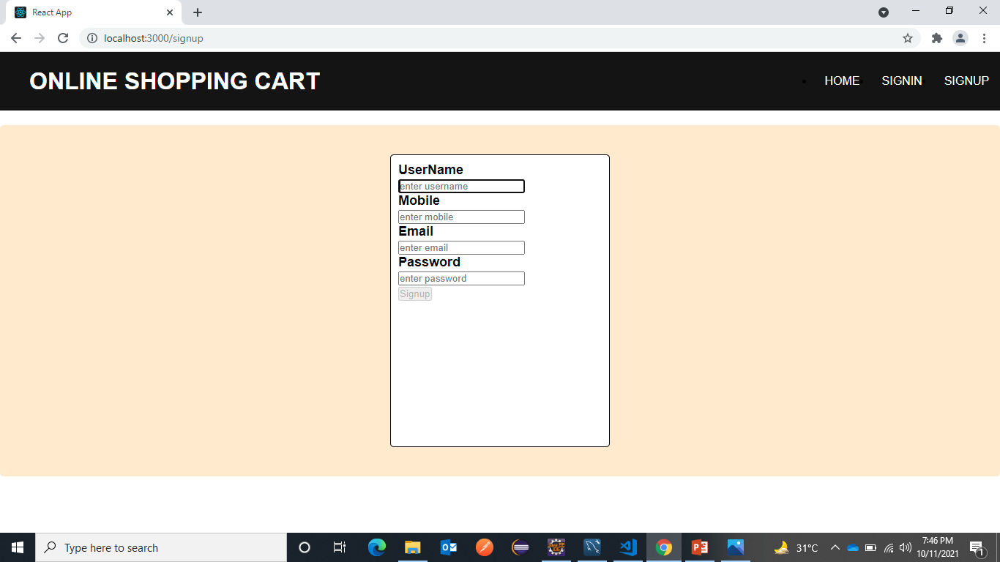 React App
localhost:3000/signup
ONLINE SHOPPING CART
HOME SIGNIN SIGNUP
UserName
enter username
Mobile
enter mobile
Email
enter email
Password
enter password
Signup
Type here to search
31°C
7:46 PM
10/11/2021
1